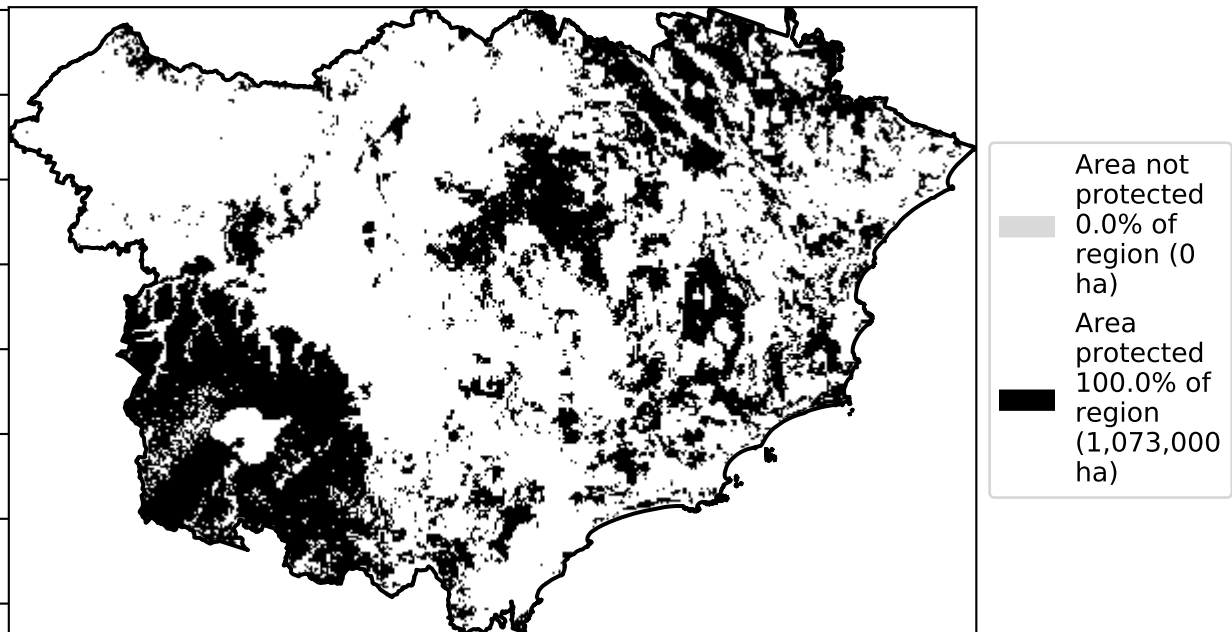 Area not
protected
0.0% of
region (0
ha)
Area
protected
100.0% of
region
(1,073,000
ha)